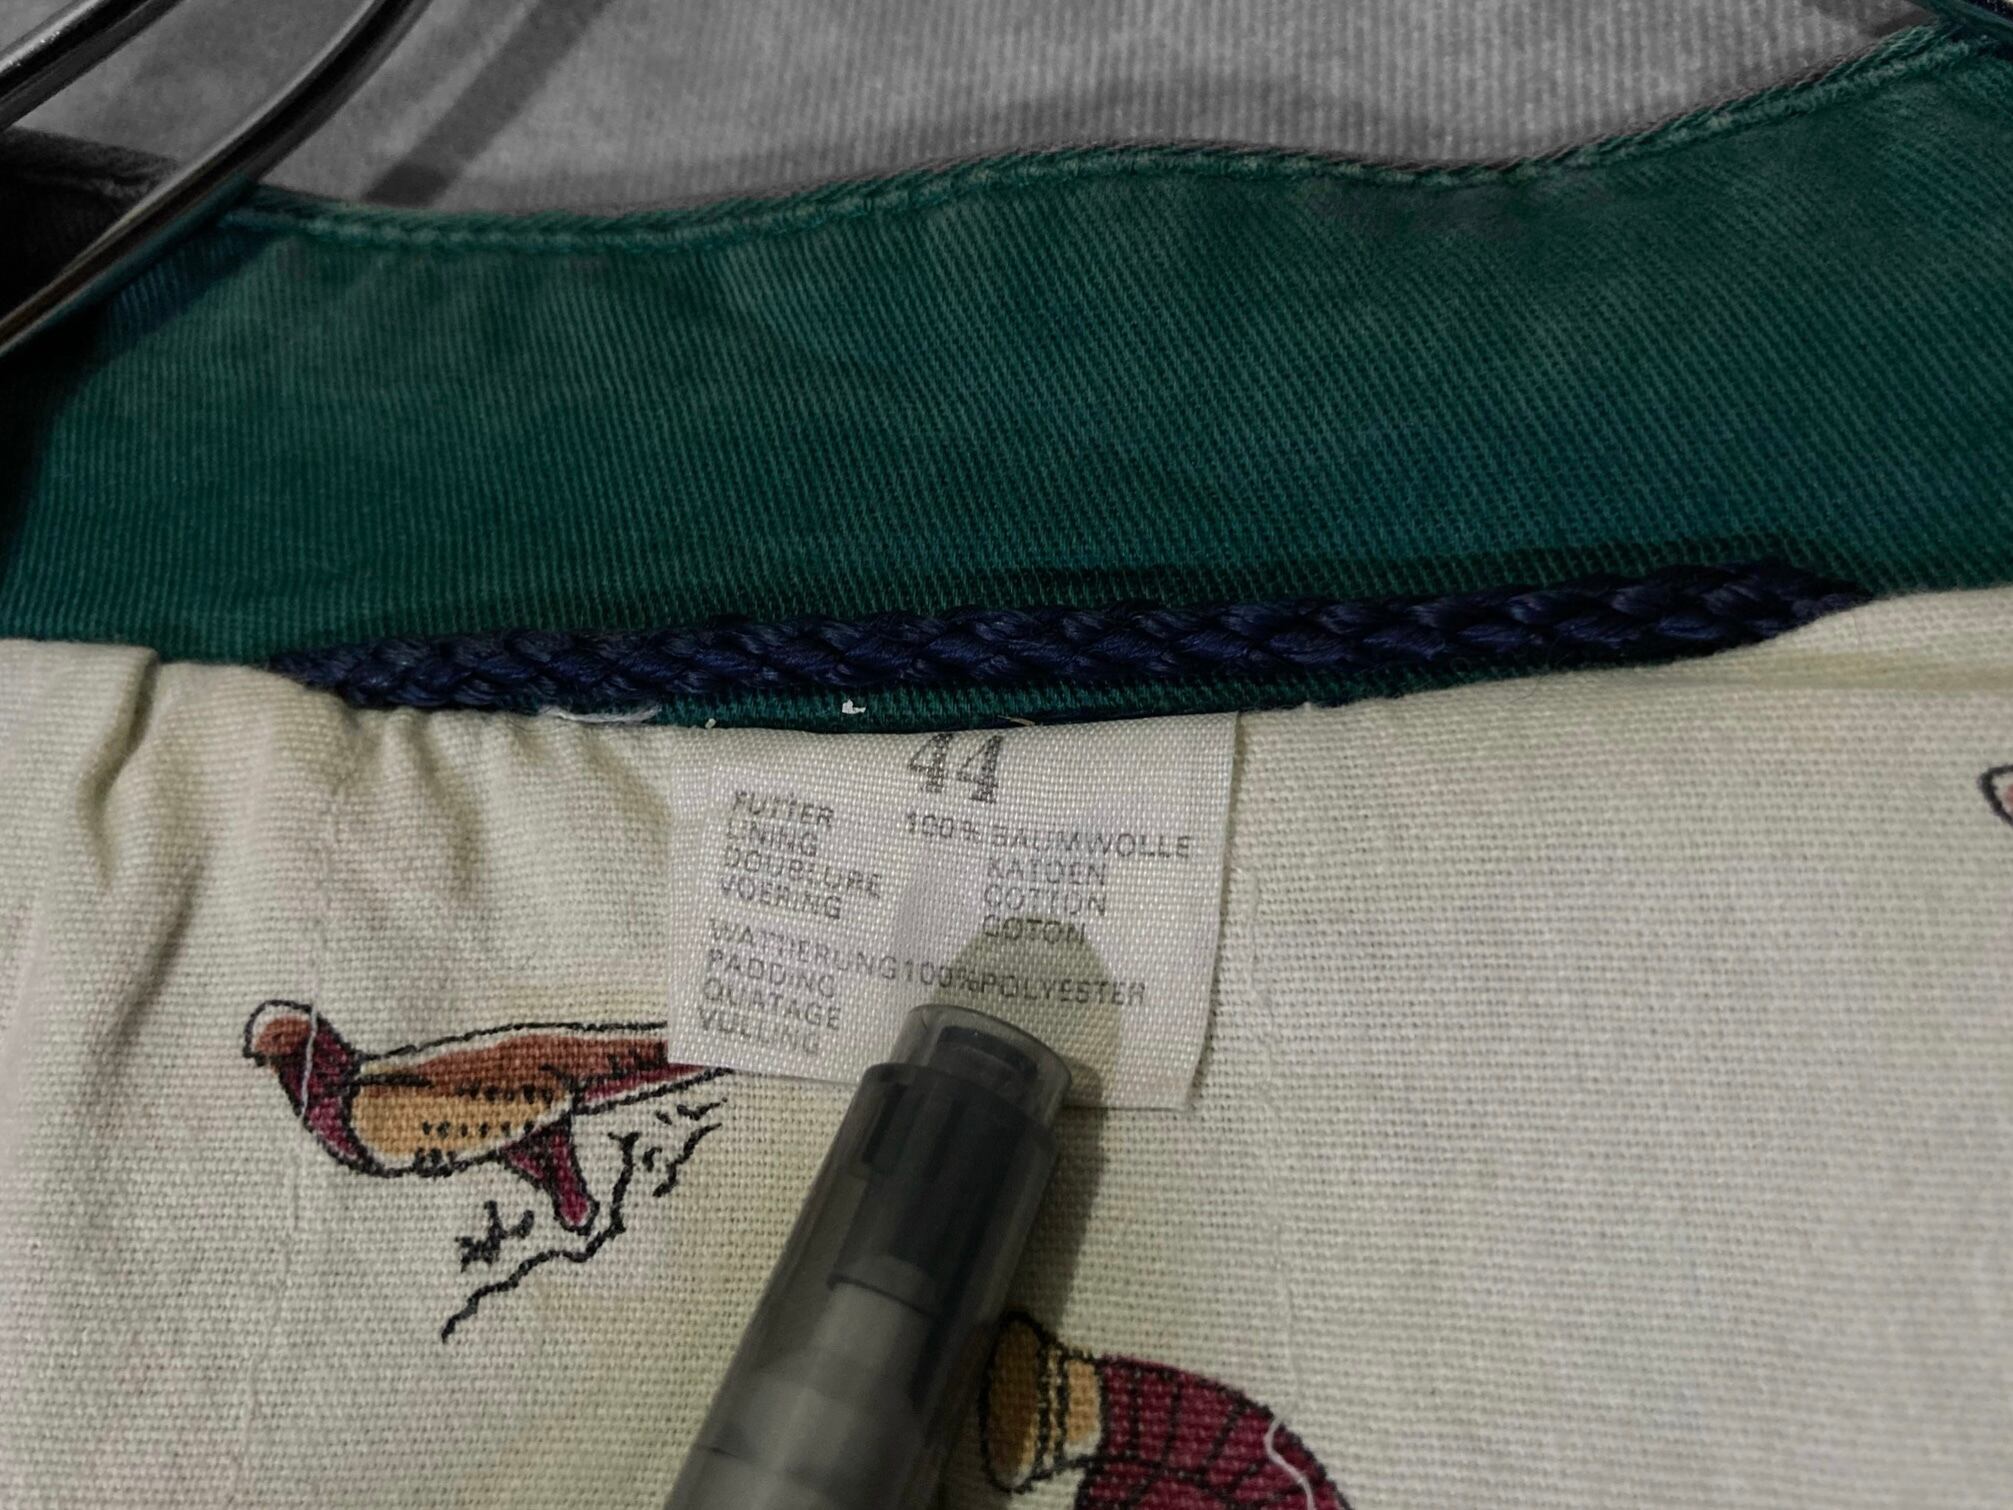 44
FUTTER 100% BAUMWOLLE
LINING KATOEN
DOUBLURE COTTON
VOERING COTON
WATTIERUNG 100% POLYESTER
PADDING
OUATAGE
VULLING